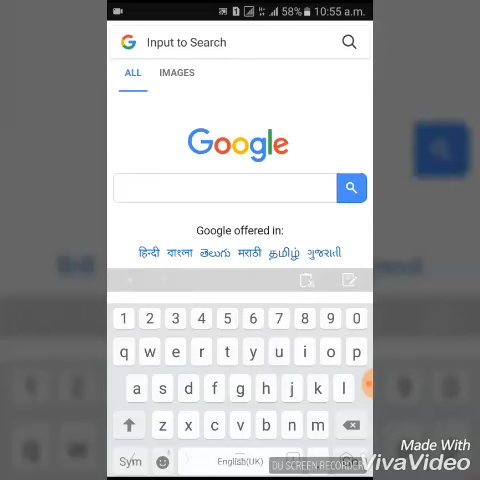 58% 10:55 a.m.
Input to Search
ALL IMAGES
Google
Google offered in:
हिन्दी বাংলা తెలుగు मराठी தமிழ் ગુજરાતી
1 2 3 4 5 6 7 8 9 0
q w e r t y u i o p
a s d f g h j k l
z x c v b n m
Sym English(UK)
DU SCREEN RECORDER
Made With
VivaVideo